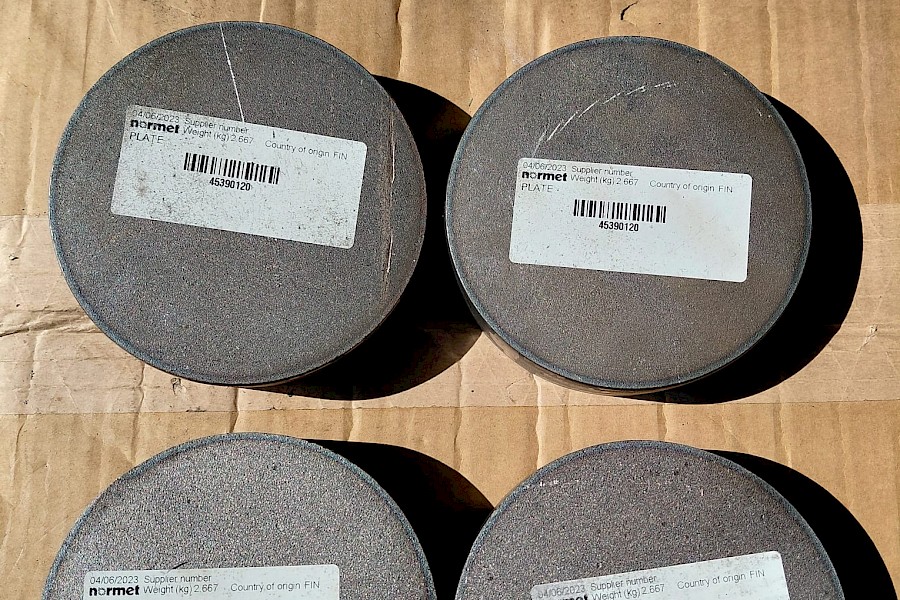 04/06/2023 Supplier number
normet Weight (kg) 2.667 Country of origin FIN
PLATE
45390120
04/06/2023 Supplier number
normet Weight (kg) 2.667 Country of origin FIN
PLATE
45390120
04/06/2023 Supplier number
normet Weight (kg) 2.667 Country of origin FIN
04/06/2023 Supplier number
normet Weight (kg) 2.667 Country of origin FIN